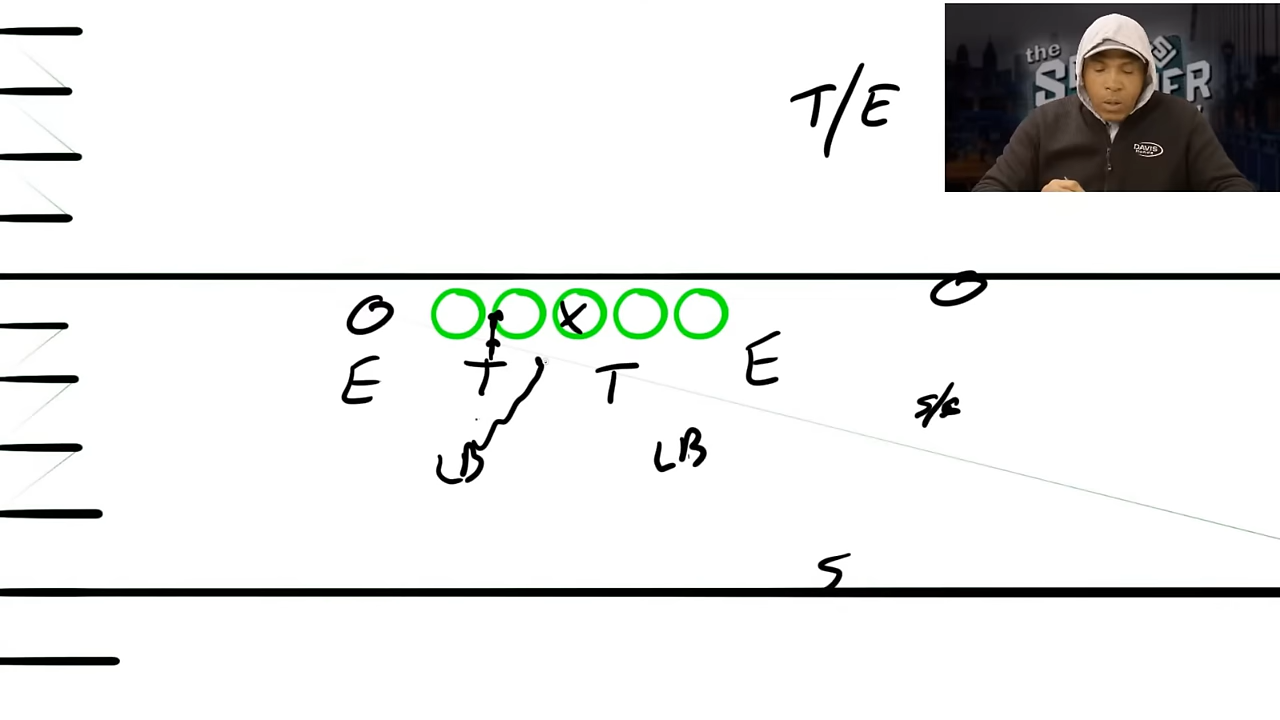 T/E
the
DAVIS
X
E T T E
LB LB
S